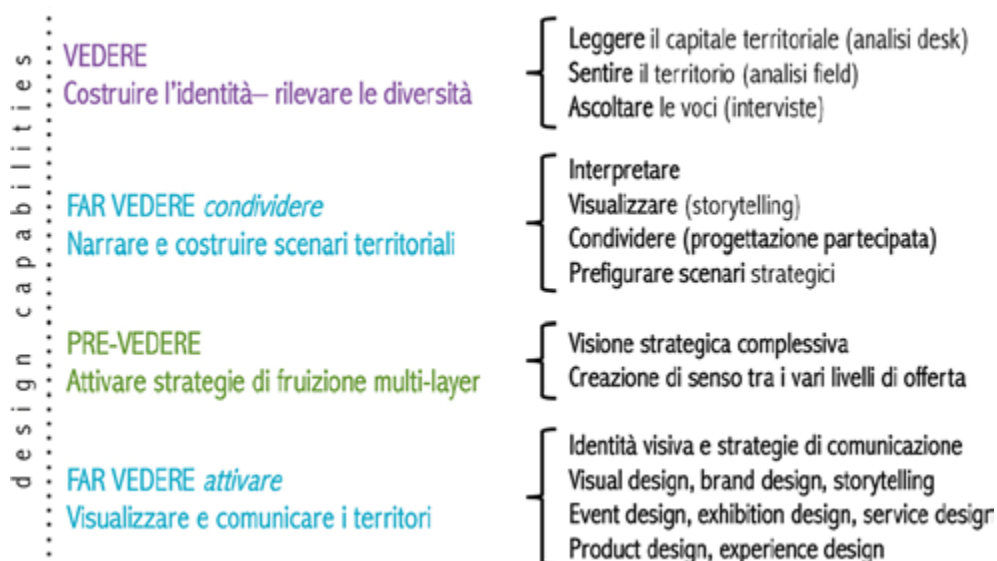 design capabilities
VEDERE
Costruire l'identità– rilevare le diversità
Leggere il capitale territoriale (analisi desk)
Sentire il territorio (analisi field)
Ascoltare le voci (interviste)
FAR VEDERE condividere
Narrare e costruire scenari territoriali
Interpretare
Visualizzare (storytelling)
Condividere (progettazione partecipata)
Prefigurare scenari strategici
PRE-VEDERE
Attivare strategie di fruizione multi-layer
Visione strategica complessiva
Creazione di senso tra i vari livelli di offerta
FAR VEDERE attivare
Visualizzare e comunicare i territori
Identità visiva e strategie di comunicazione
Visual design, brand design, storytelling
Event design, exhibition design, service design
Product design, experience design